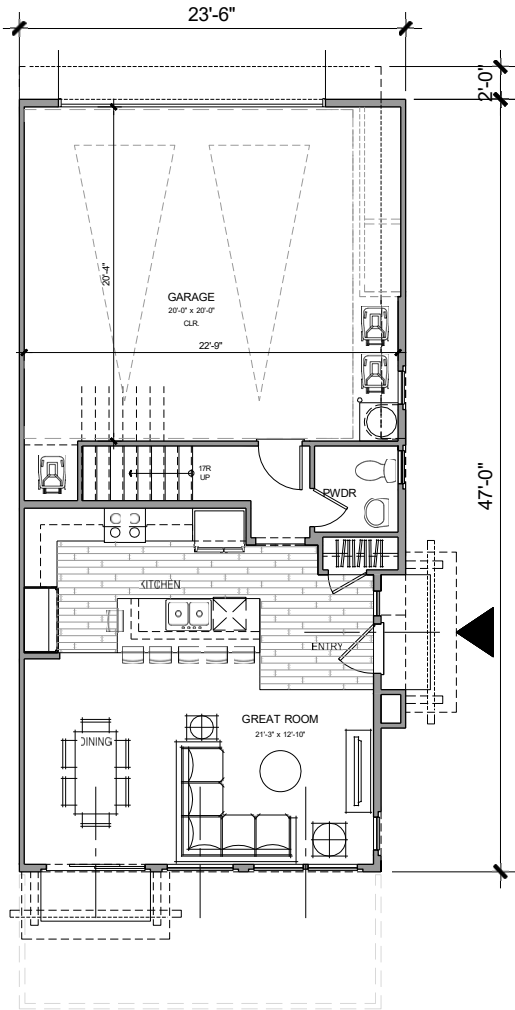 23'-6"
2'-0"
20'-4"
GARAGE
20'-0" x 20'-0"
CLR.
22'-9"
17R
UP
PWDR
47'-0"
KITCHEN
ENTRY
GREAT ROOM
21'-3" x 12'-10"
DINING